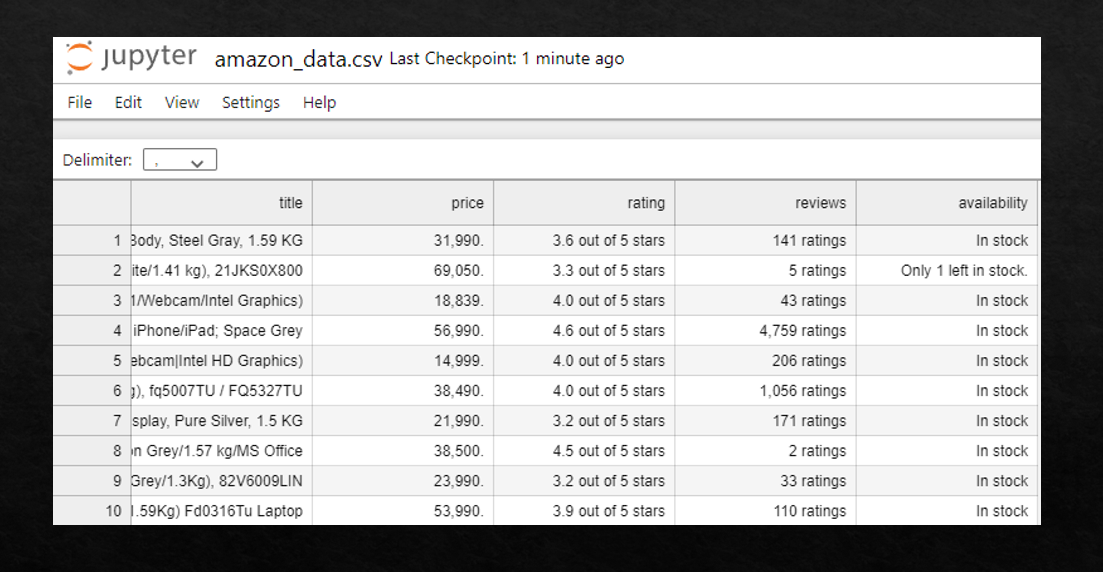 jupyter amazon_data.csv Last Checkpoint: 1 minute ago
File Edit View Settings Help
Delimiter: ,
title price rating reviews availability
1 Body, Steel Gray, 1.59 KG 31,990. 3.6 out of 5 stars 141 ratings In stock
2 ite/1.41 kg), 21JKS0X800 69,050. 3.3 out of 5 stars 5 ratings Only 1 left in stock.
3 1/Webcam/Intel Graphics) 18,839. 4.0 out of 5 stars 43 ratings In stock
4 iPhone/iPad; Space Grey 56,990. 4.6 out of 5 stars 4,759 ratings In stock
5 ebcam|Intel HD Graphics) 14,999. 4.0 out of 5 stars 206 ratings In stock
6 g), fq5007TU / FQ5327TU 38,490. 4.0 out of 5 stars 1,056 ratings In stock
7 splay, Pure Silver, 1.5 KG 21,990. 3.2 out of 5 stars 171 ratings In stock
8 n Grey/1.57 kg/MS Office 38,500. 4.5 out of 5 stars 2 ratings In stock
9 Grey/1.3Kg), 82V6009LIN 23,990. 3.2 out of 5 stars 33 ratings In stock
10 1.59Kg) Fd0316Tu Laptop 53,990. 3.9 out of 5 stars 110 ratings In stock